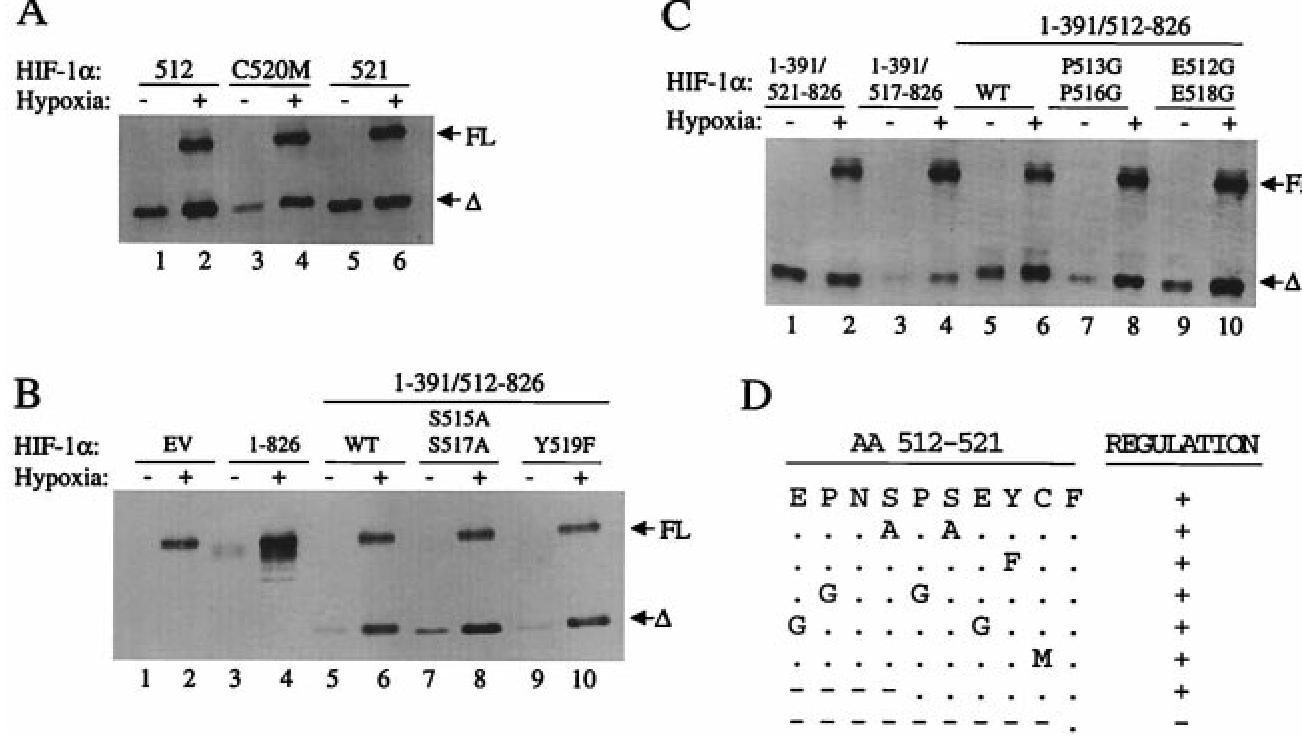 A
HIF-1α: 512 C520M 521
Hypoxia: - + - + - +
FL
Δ
1 2 3 4 5 6
B
1-391/512-826
HIF-1α: EV 1-826 WT S515A S517A Y519F
Hypoxia: - + - + - + - + - +
FL
Δ
1 2 3 4 5 6 7 8 9 10
C
1-391/512-826
HIF-1α: 1-391/ 521-826 1-391/ 517-826 WT P513G P516G E512G E518G
Hypoxia: - + - + - + - + - +
Δ
1 2 3 4 5 6 7 8 9 10
D
AA 512-521 REGULATION
E P N S P S E Y C F +
. . . A . A . . . . +
. . . . . . . F . . +
. G . . G . . . . . +
G . . . . . G . . . +
. . . . . . . . M . +
- - - - . . . . . . +
- - - - - - - - - . -